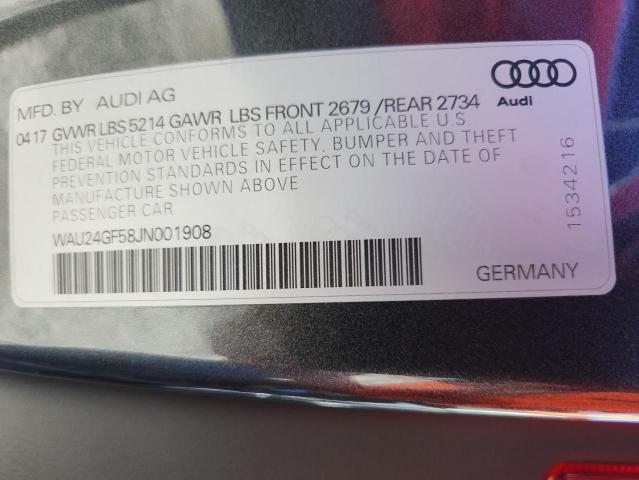 MFD. BY AUDI AG
0417 GVWR LBS 5214 GAWR LBS FRONT 2679 /REAR 2734
THIS VEHICLE CONFORMS TO ALL APPLICABLE U.S.
FEDERAL MOTOR VEHICLE SAFETY, BUMPER AND THEFT
PREVENTION STANDARDS IN EFFECT ON THE DATE OF
MANUFACTURE SHOWN ABOVE
PASSENGER CAR
WAU24GF58JN001908
Audi
1534216
GERMANY